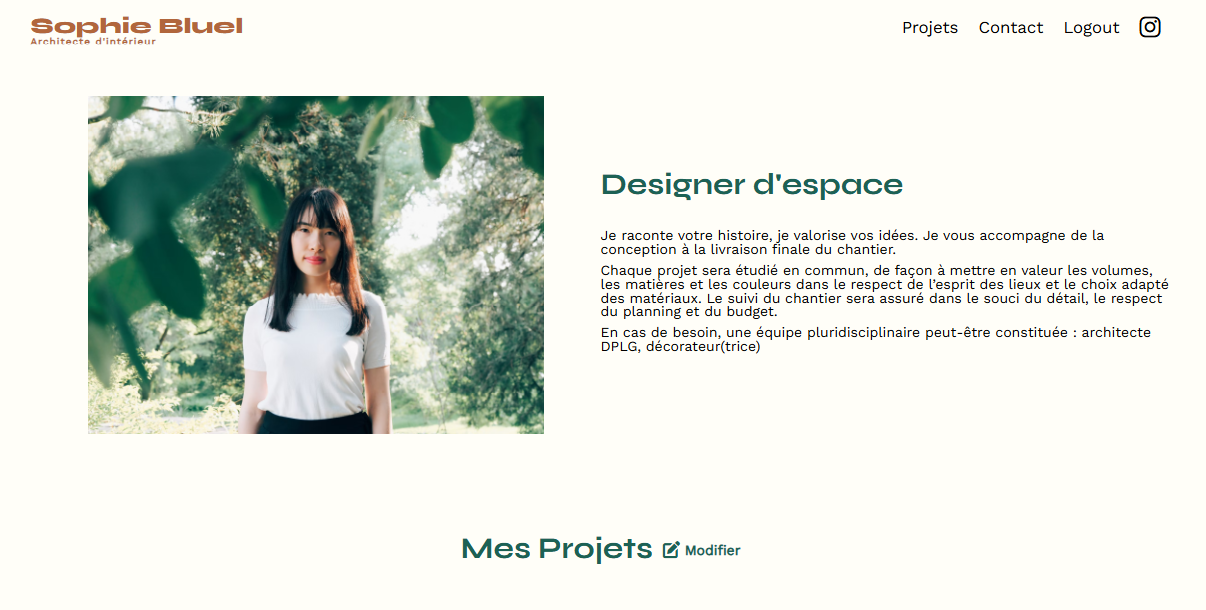 Sophie Bluel
Architecte d'intérieur
Projets Contact Logout
Designer d'espace
Je raconte votre histoire, je valorise vos idées. Je vous accompagne de la
conception à la livraison finale du chantier.
Chaque projet sera étudié en commun, de façon à mettre en valeur les volumes,
les matières et les couleurs dans le respect de l’esprit des lieux et le choix adapté
des matériaux. Le suivi du chantier sera assuré dans le souci du détail, le respect
du planning et du budget.
En cas de besoin, une équipe pluridisciplinaire peut-être constituée : architecte
DPLG, décorateur(trice)
Mes Projets Modifier